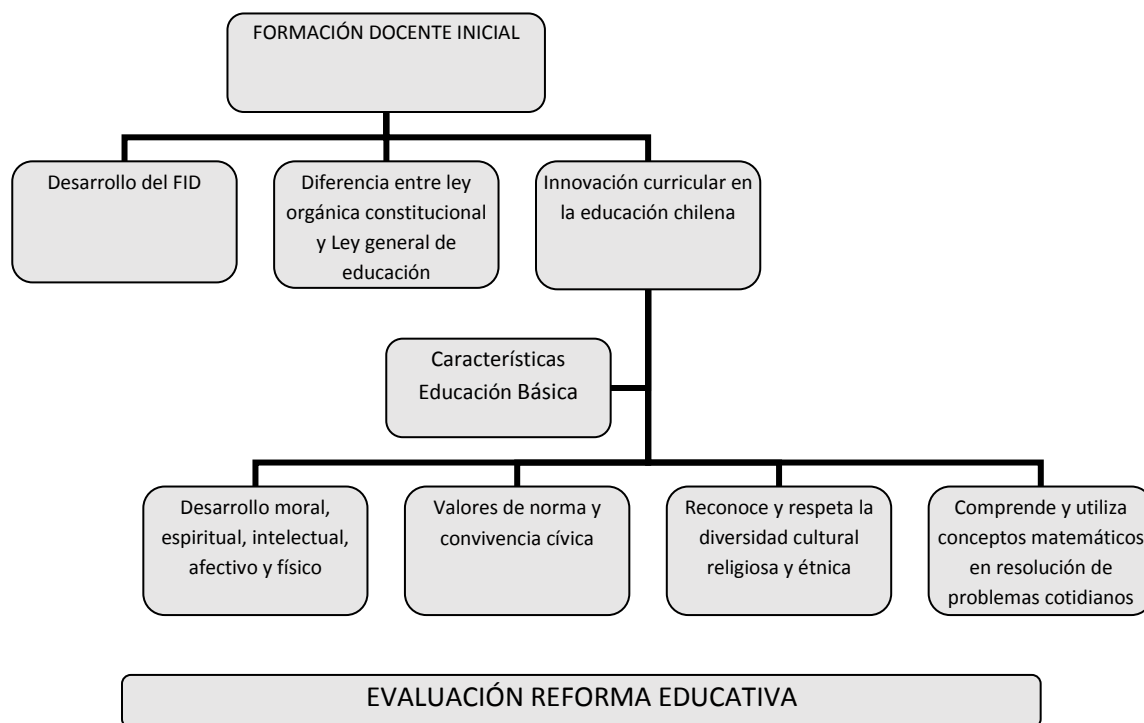 FORMACIÓN DOCENTE INICIAL
Desarrollo del FID
Diferencia entre ley
orgánica constitucional
y Ley general de
educación
Innovación curricular en
la educación chilena
Características
Educación Básica
Desarrollo moral,
espiritual, intelectual,
afectivo y físico
Valores de norma y
convivencia cívica
Reconoce y respeta la
diversidad cultural
religiosa y étnica
Comprende y utiliza
conceptos matemáticos
en resolución de
problemas cotidianos
EVALUACIÓN REFORMA EDUCATIVA